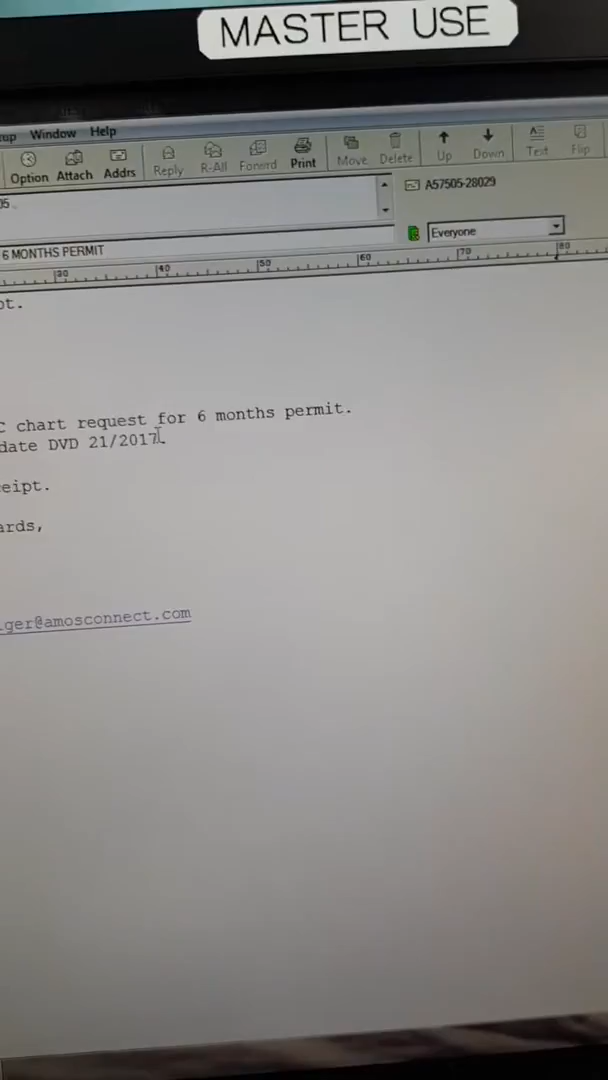 MASTER USE
Window Help
Option Attach Addrs Reply R-All Forwrd Print Move Delete Up Down Text Flip
A57505-28029
6 MONTHS PERMIT
Everyone
30 40 50 60 70 80
C chart request for 6 months permit.
date DVD 21/2017.
eipt.
ards,
ger@amosconnect.com